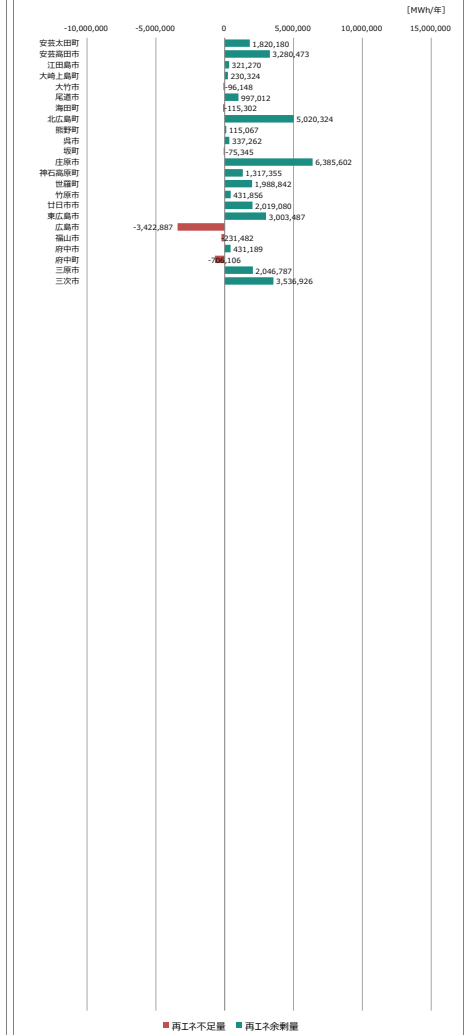 [MWh/年]
-10,000,000 -5,000,000 0 5,000,000 10,000,000 15,000,000
安芸太田町 1,820,180
安芸高田市 3,280,473
江田島市 321,270
大崎上島町 230,324
大竹市 -96,148
尾道市 997,012
海田町 -115,302
北広島町 5,020,324
熊野町 115,067
呉市 337,262
坂町 -75,345
庄原市 6,385,602
神石高原町 1,317,355
世羅町 1,988,842
竹原市 431,856
廿日市市 2,019,080
東広島市 3,003,487
広島市 -3,422,887
福山市 -231,482
府中市 431,189
府中町 -706,106
三原市 2,046,787
三次市 3,536,926
再エネ不足量 再エネ余剰量